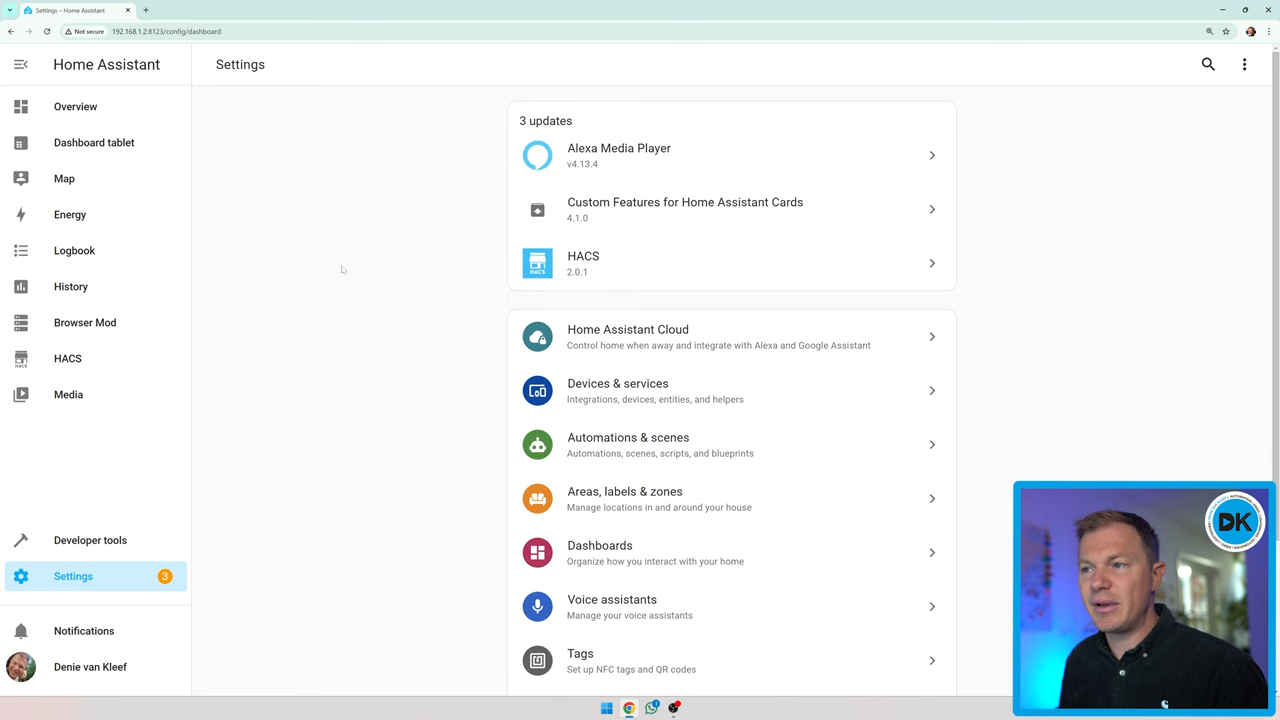 Settings – Home Assistant
Not secure
192.168.1.2:8123/config/dashboard
Home Assistant
Settings
Overview
Dashboard tablet
Map
Energy
Logbook
History
Browser Mod
HACS
HACS
Media
Developer tools
Settings
3
Notifications
Denie van Kleef
3 updates
Alexa Media Player
v4.13.4
Custom Features for Home Assistant Cards
4.1.0
HACS
HACS
2.0.1
Home Assistant Cloud
Control home when away and integrate with Alexa and Google Assistant
Devices & services
Integrations, devices, entities, and helpers
Automations & scenes
Automations, scenes, scripts, and blueprints
Areas, labels & zones
Manage locations in and around your house
Dashboards
Organize how you interact with your home
Voice assistants
Manage your voice assistants
Tags
Set up NFC tags and QR codes
DK